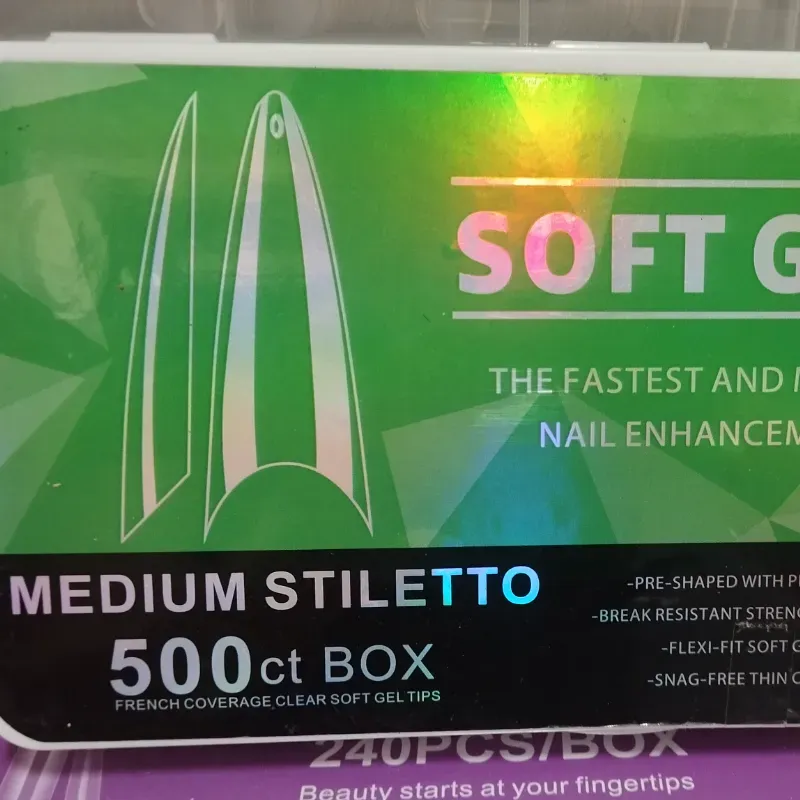 SOFT G
THE FASTEST AND M
NAIL ENHANCEM
MEDIUM STILETTO
500ct BOX
FRENCH COVERAGE CLEAR SOFT GEL TIPS
-PRE-SHAPED WITH P
-BREAK RESISTANT STRENG
-FLEXI-FIT SOFT G
-SNAG-FREE THIN C
240PCS/BOX
Beauty starts at your fingertips